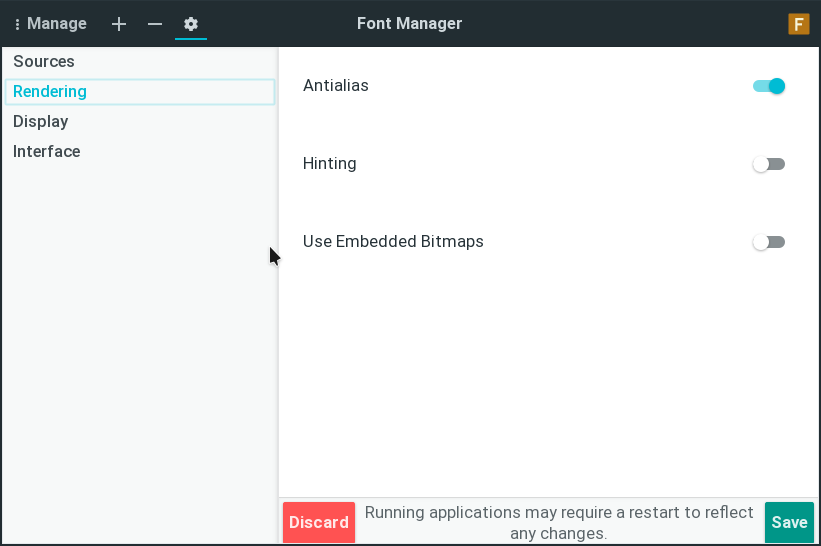 Manage
Font Manager
F
Sources
Rendering
Display
Interface
Antialias
Hinting
Use Embedded Bitmaps
Discard
Running applications may require a restart to reflect
any changes.
Save